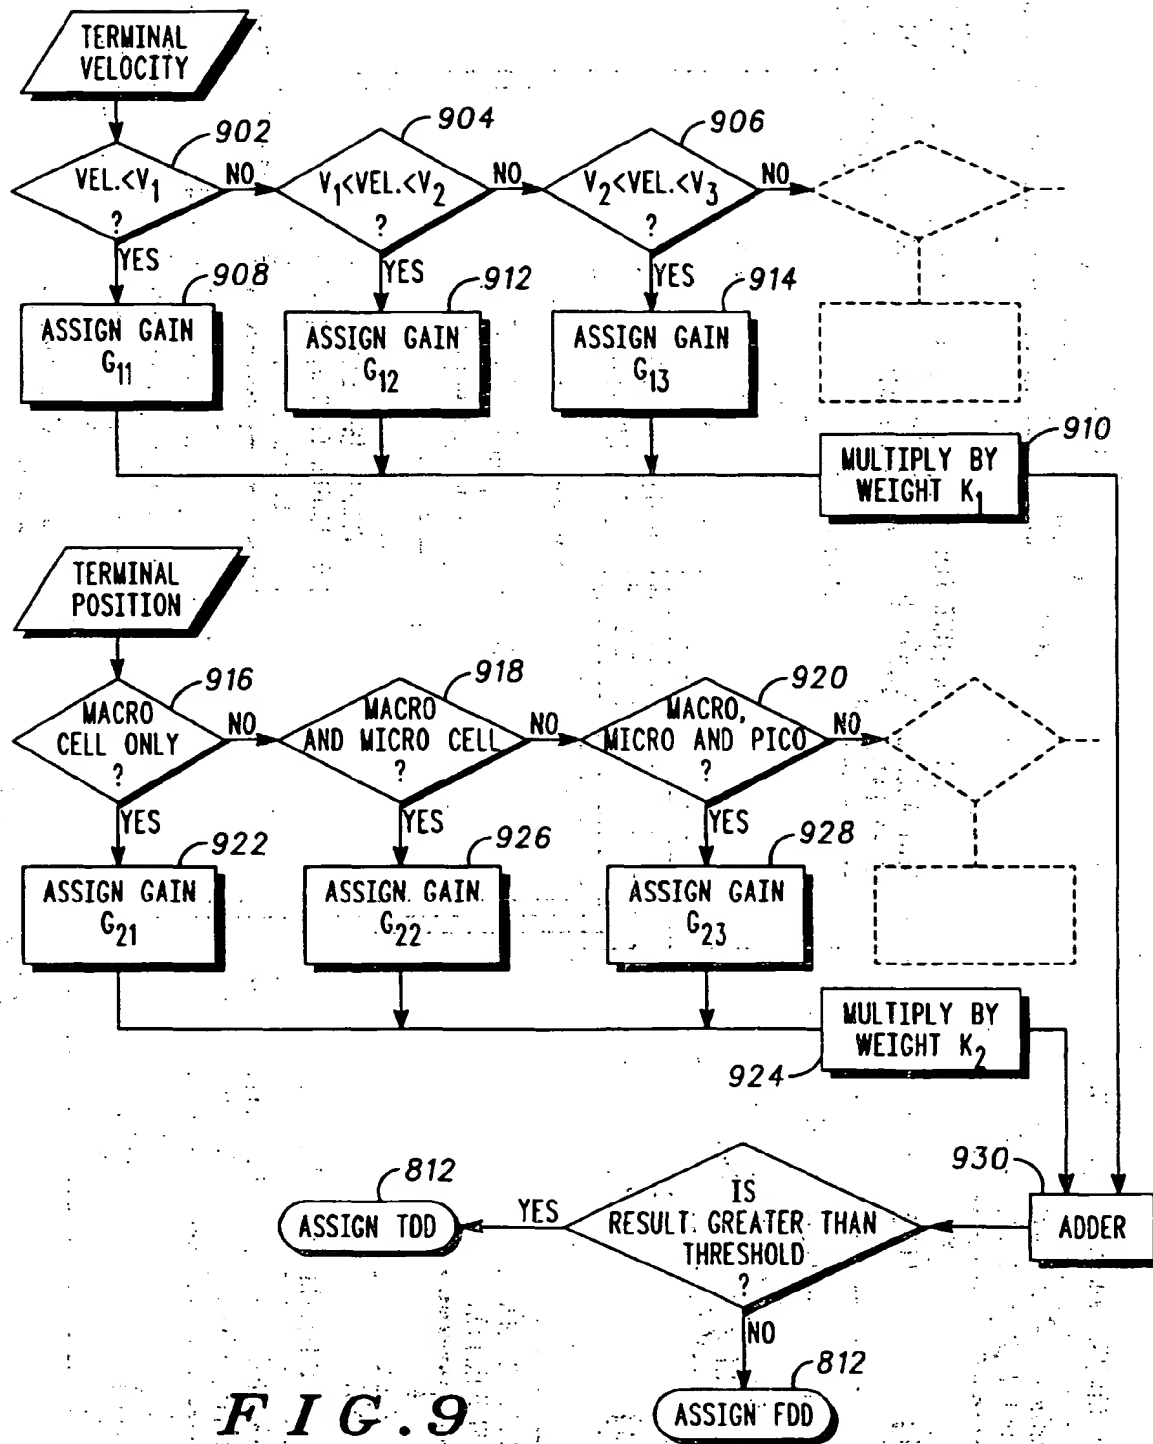 TERMINAL
VELOCITY
902
904
906
VEL.<V1
?
NO
V1<VEL.<V2
?
NO
V2<VEL.<V3
?
NO
YES
YES
YES
908
912
914
ASSIGN GAIN
G11
ASSIGN GAIN
G12
ASSIGN GAIN
G13
910
MULTIPLY BY
WEIGHT K1
TERMINAL
POSITION
916
918
920
MACRO
CELL ONLY
?
NO
MACRO
AND MICRO CELL
?
NO
MACRO,
MICRO AND PICO
?
NO
YES
YES
YES
922
926
928
ASSIGN GAIN
G21
ASSIGN GAIN
G22
ASSIGN GAIN
G23
MULTIPLY BY
WEIGHT K2
924
930
ADDER
IS
RESULT GREATER THAN
THRESHOLD
?
YES
812
ASSIGN TDD
NO
812
ASSIGN FDD
FIG.9